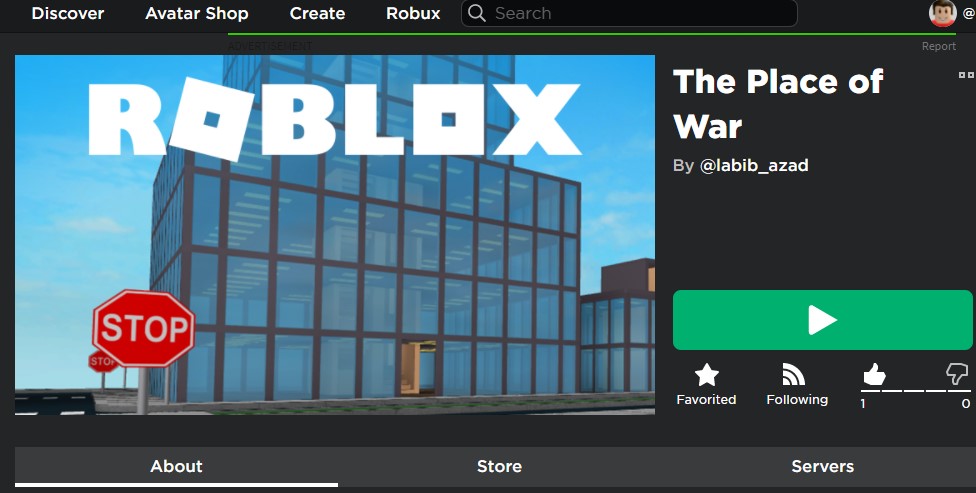 Discover Avatar Shop Create Robux Search @
ADVERTISEMENT Report
ROBLOX
STOP
STOP
The Place of
War
By @labib_azad
Favorited Following 1 0
About Store Servers